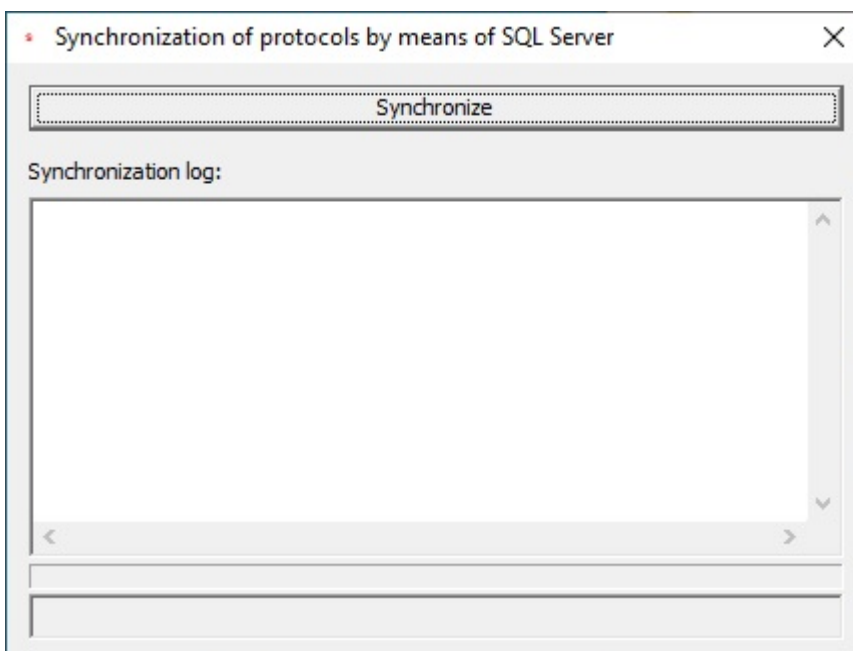 Synchronization of protocols by means of SQL Server
Synchronize
Synchronization log: